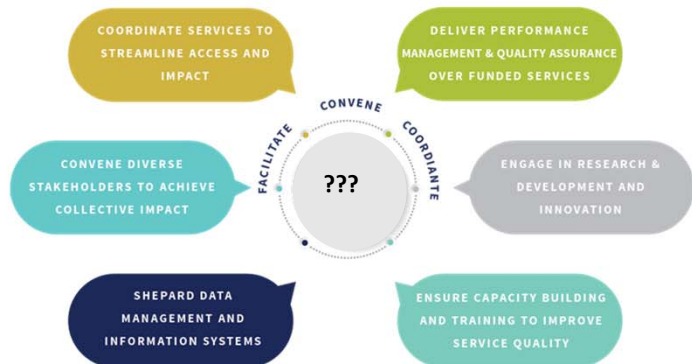 COORDINATE SERVICES TO
STREAMLINE ACCESS AND
IMPACT
DELIVER PERFORMANCE
MANAGEMENT & QUALITY ASSURANCE
OVER FUNDED SERVICES
FACILITATE
CONVENE
COORDIANTE
CONVENE DIVERSE
STAKEHOLDERS TO ACHIEVE
COLLECTIVE IMPACT
???
ENGAGE IN RESEARCH &
DEVELOPMENT AND
INNOVATION
SHEPARD DATA
MANAGEMENT AND
INFORMATION SYSTEMS
ENSURE CAPACITY BUILDING
AND TRAINING TO IMPROVE
SERVICE QUALITY